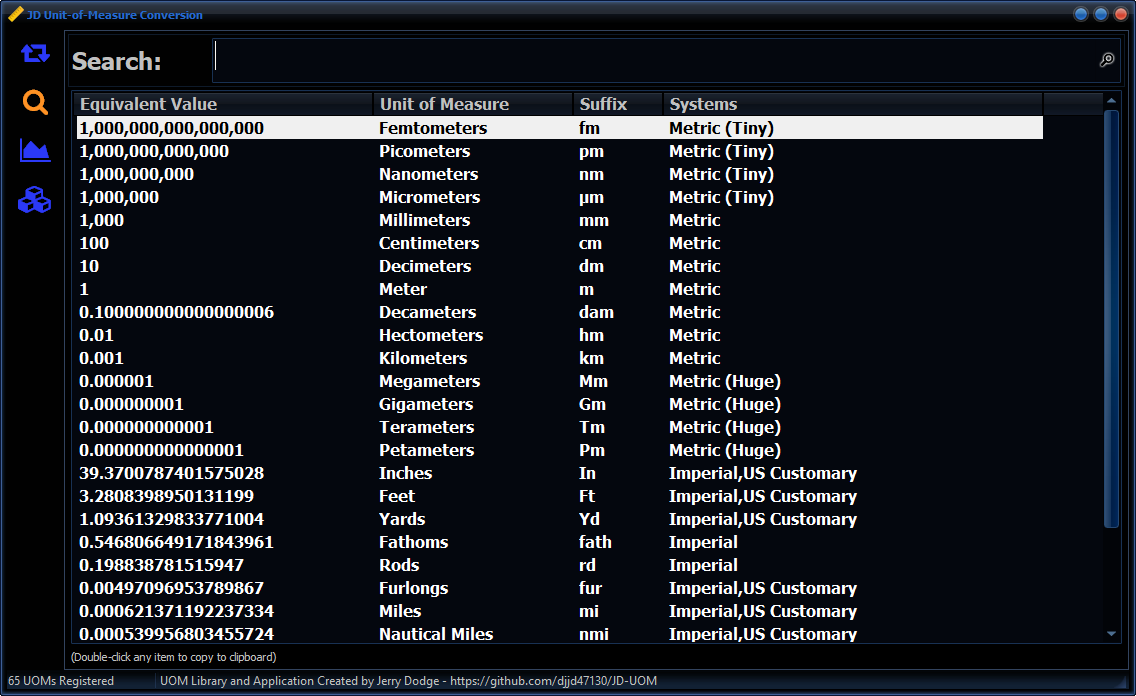 JD Unit-of-Measure Conversion
Search:
Equivalent Value Unit of Measure Suffix Systems
1,000,000,000,000,000 Femtometers fm Metric (Tiny)
1,000,000,000,000 Picometers pm Metric (Tiny)
1,000,000,000 Nanometers nm Metric (Tiny)
1,000,000 Micrometers µm Metric (Tiny)
1,000 Millimeters mm Metric
100 Centimeters cm Metric
10 Decimeters dm Metric
1 Meter m Metric
0.100000000000000006 Decameters dam Metric
0.01 Hectometers hm Metric
0.001 Kilometers km Metric
0.000001 Megameters Mm Metric (Huge)
0.000000001 Gigameters Gm Metric (Huge)
0.000000000001 Terameters Tm Metric (Huge)
0.000000000000001 Petameters Pm Metric (Huge)
39.3700787401575028 Inches In Imperial,US Customary
3.2808398950131199 Feet Ft Imperial,US Customary
1.09361329833771004 Yards Yd Imperial,US Customary
0.546806649171843961 Fathoms fath Imperial
0.198838781515947 Rods rd Imperial
0.00497096953789867 Furlongs fur Imperial,US Customary
0.000621371192237334 Miles mi Imperial,US Customary
0.000539956803455724 Nautical Miles nmi Imperial,US Customary
(Double-click any item to copy to clipboard)
65 UOMs Registered UOM Library and Application Created by Jerry Dodge - https://github.com/djjd47130/JD-UOM